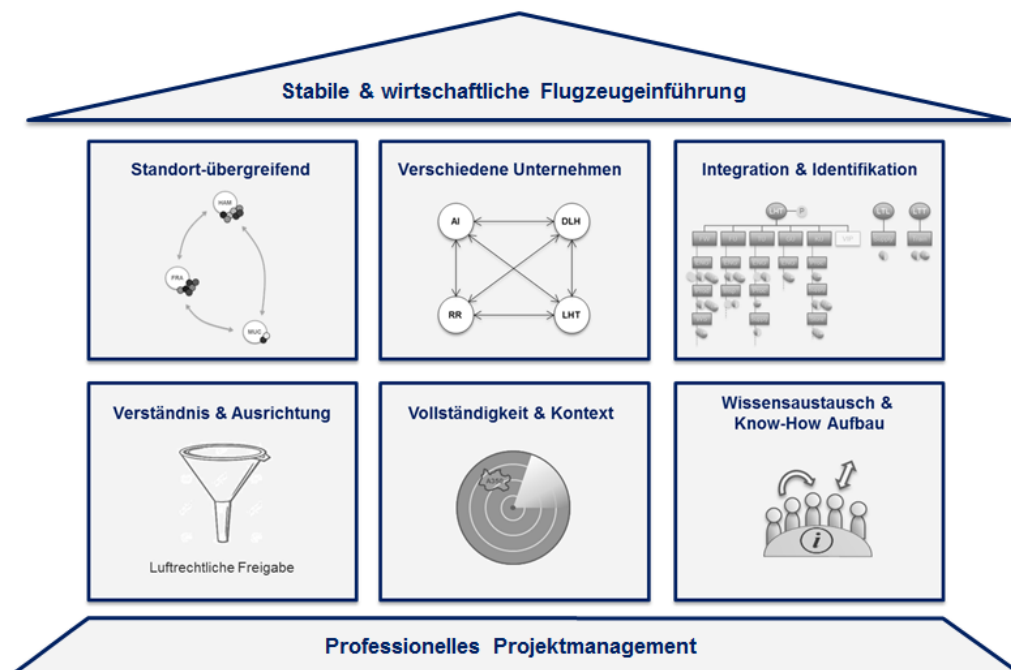 Stabile & wirtschaftliche Flugzeugeinführung
Standort-übergreifend
HAM
FRA
MUC
Verschiedene Unternehmen
AI
DLH
RR
LHT
Integration & Identifikation
LHT
P
LTL
LTT
VIP
Verständnis & Ausrichtung
Luftrechtliche Freigabe
Vollständigkeit & Kontext
A350
Wissensaustausch &
Know-How Aufbau
i
Professionelles Projektmanagement